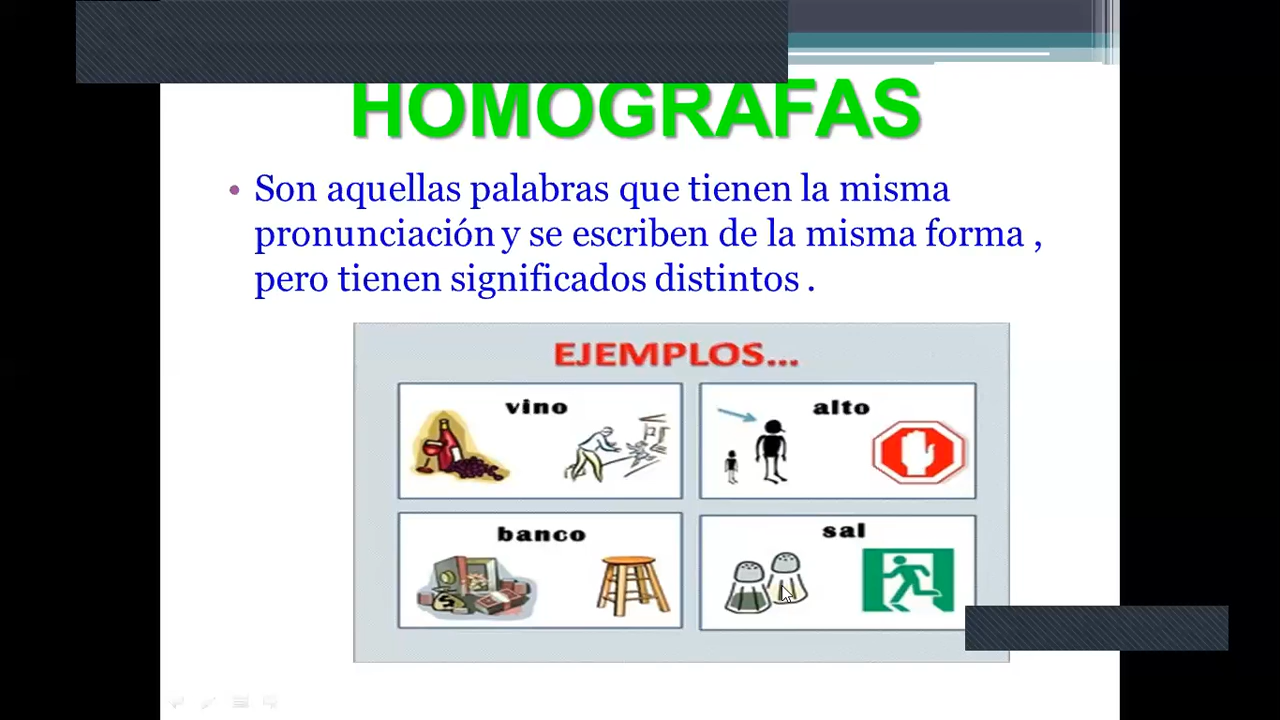 HOMOGRAFAS
• Son aquellas palabras que tienen la misma
pronunciación y se escriben de la misma forma ,
pero tienen significados distintos .
EJEMPLOS...
vino
alto
banco
sal